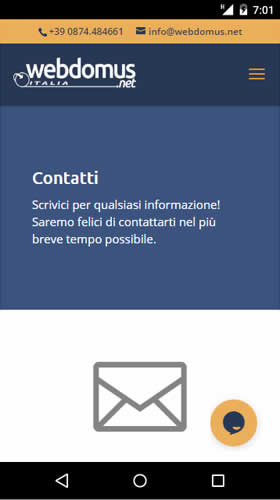 H 7:01
+39 0874.484661 info@webdomus.net
webdomus
ITALIA .net
Contatti
Scrivici per qualsiasi informazione!
Saremo felici di contattarti nel più
breve tempo possibile.